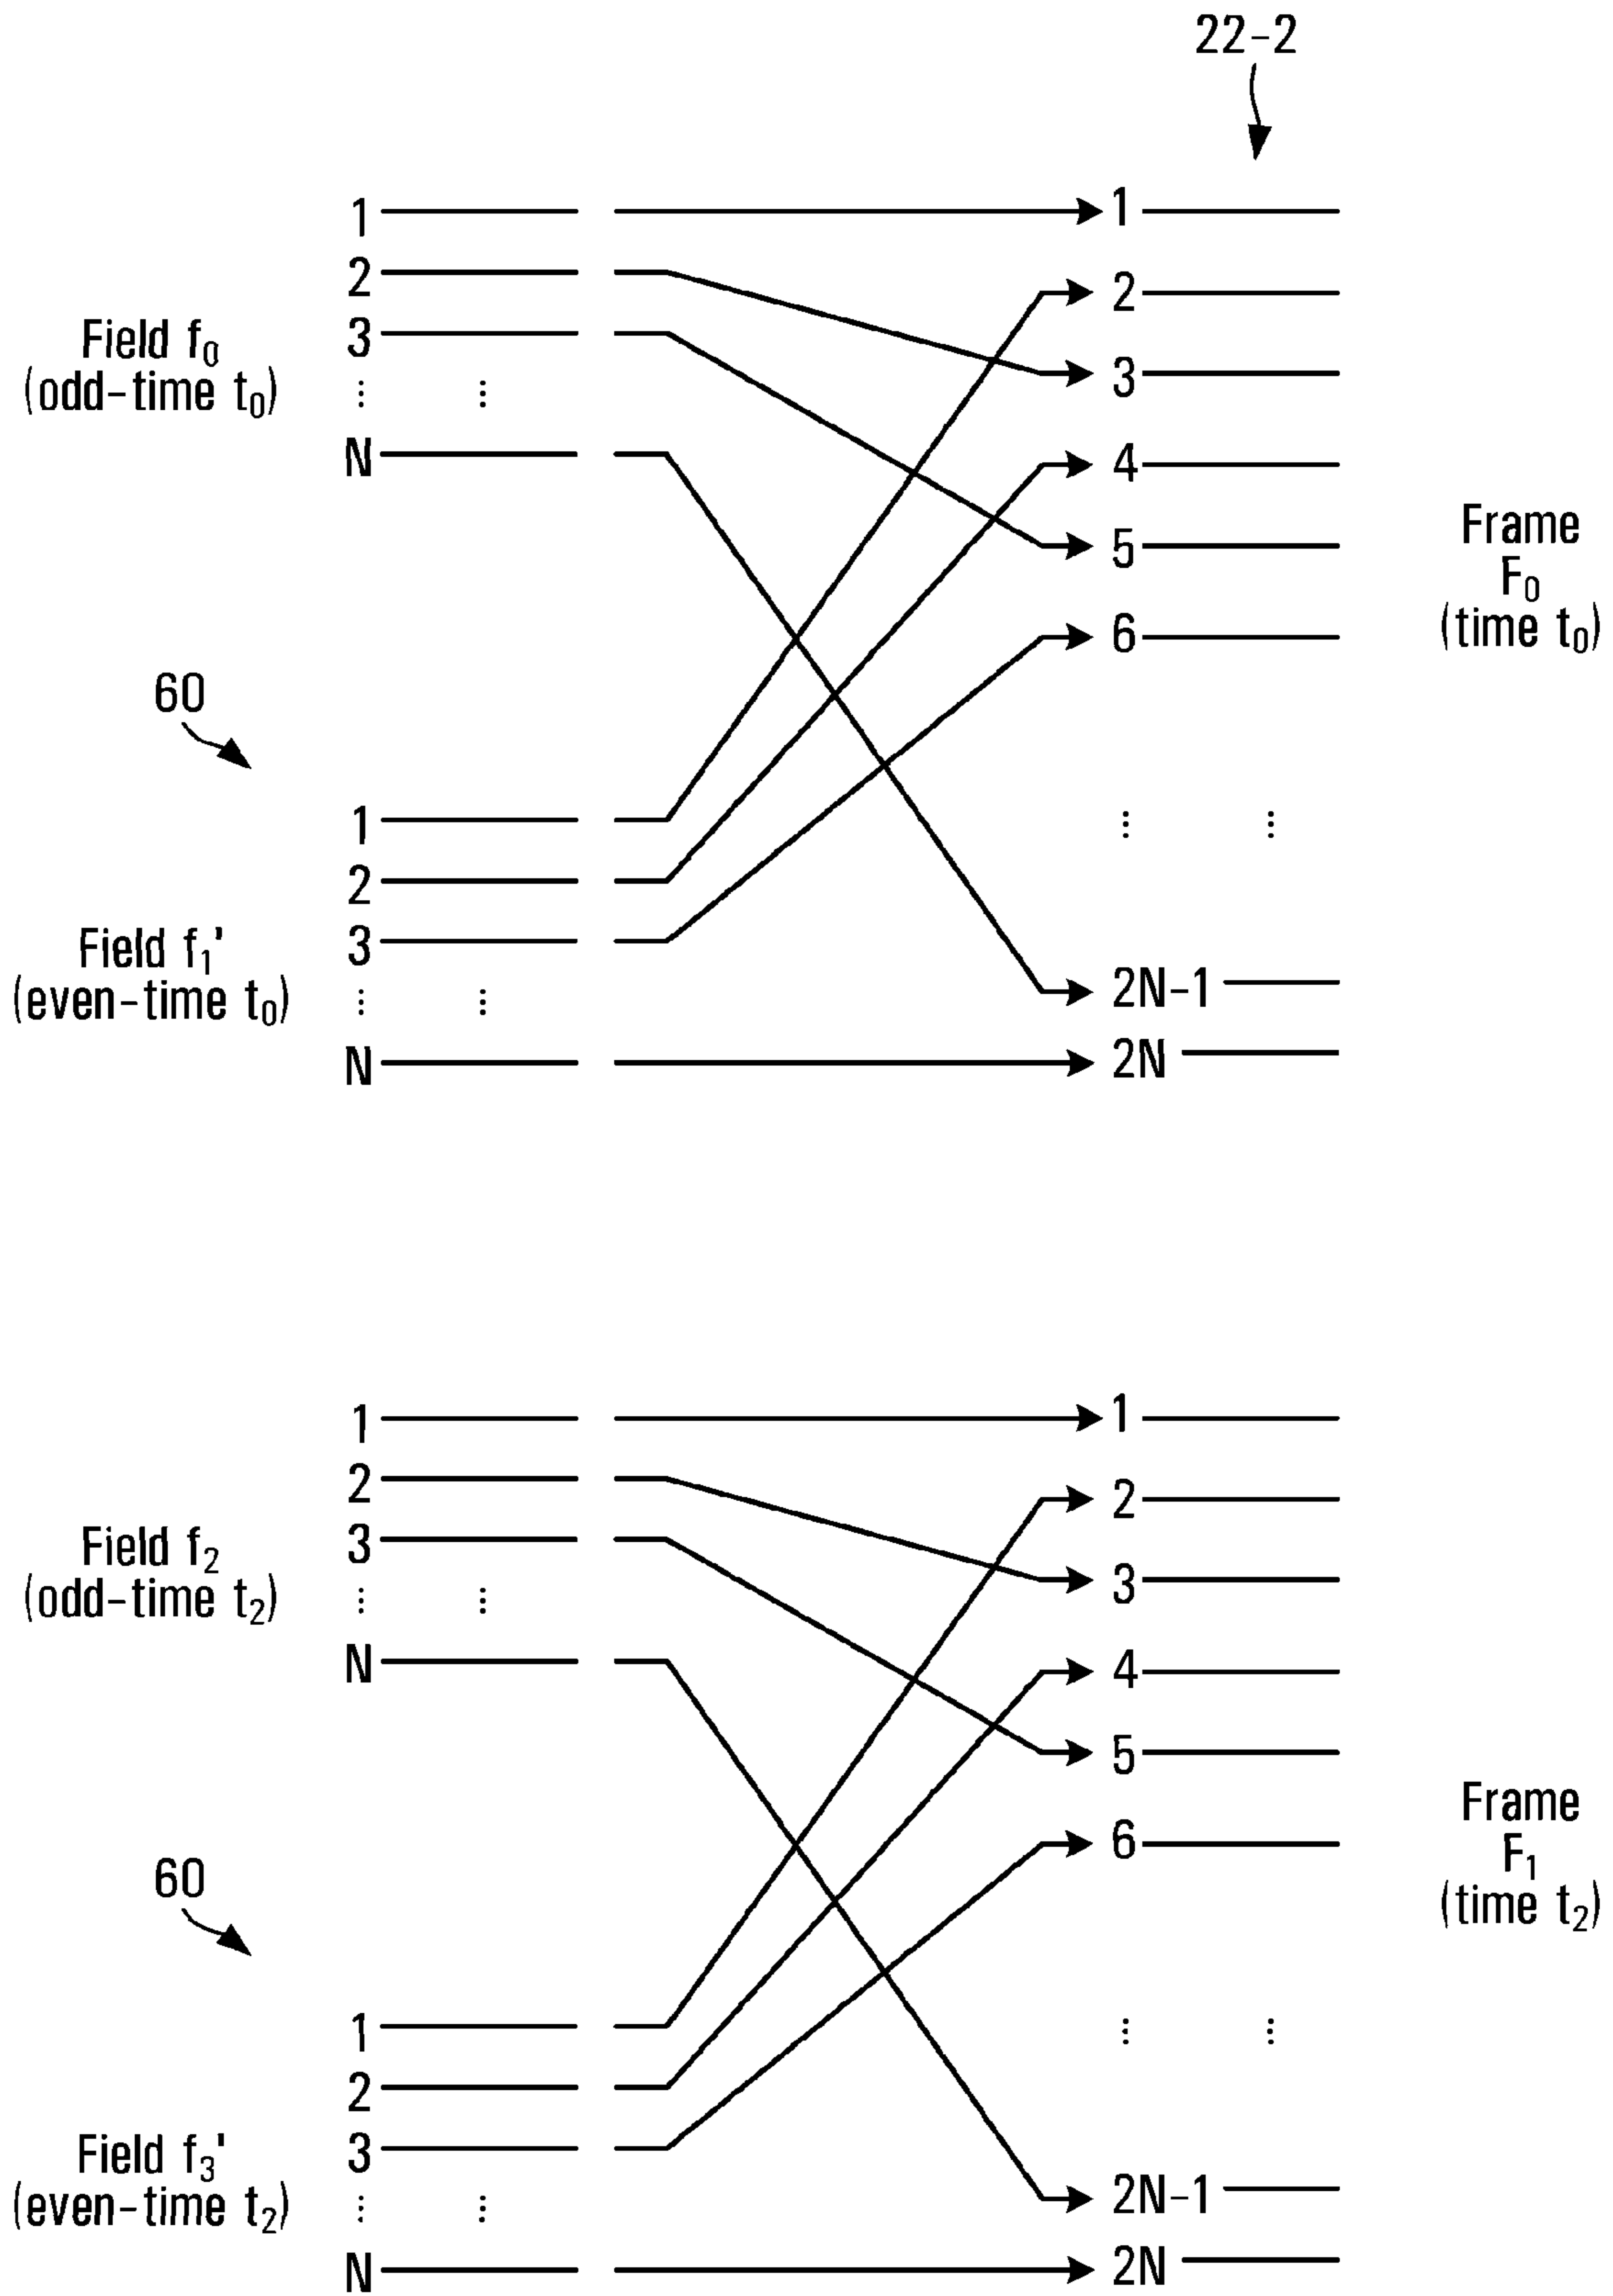 22-2
1
2
3
⋮ ⋮
N
Field f0
(odd-time t0)
60
1
2
3
⋮ ⋮
N
Field f1'
(even-time t0)
1
2
3
4
5
6
⋮ ⋮
2N-1
2N
Frame
F0
(time t0)
1
2
3
⋮ ⋮
N
Field f2
(odd-time t2)
60
1
2
3
⋮ ⋮
N
Field f3'
(even-time t2)
1
2
3
4
5
6
⋮ ⋮
2N-1
2N
Frame
F1
(time t2)